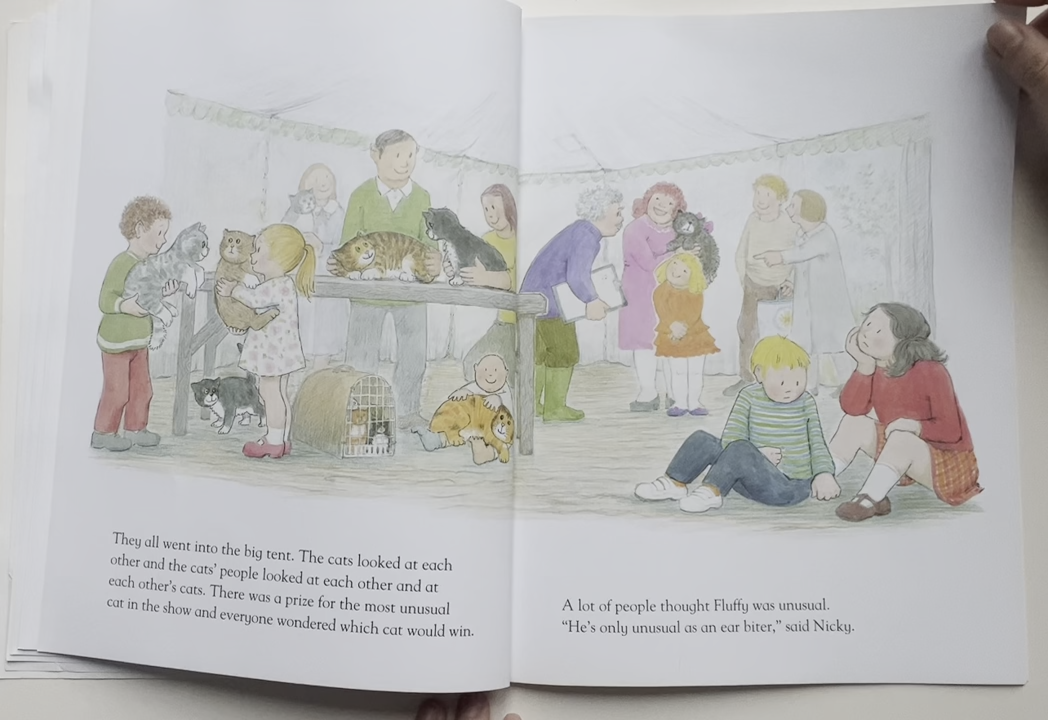 They all went into the big tent. The cats looked at each
other and the cats' people looked at each other and at
each other's cats. There was a prize for the most unusual
cat in the show and everyone wondered which cat would win.
A lot of people thought Fluffy was unusual.
“He's only unusual as an ear biter,” said Nicky.